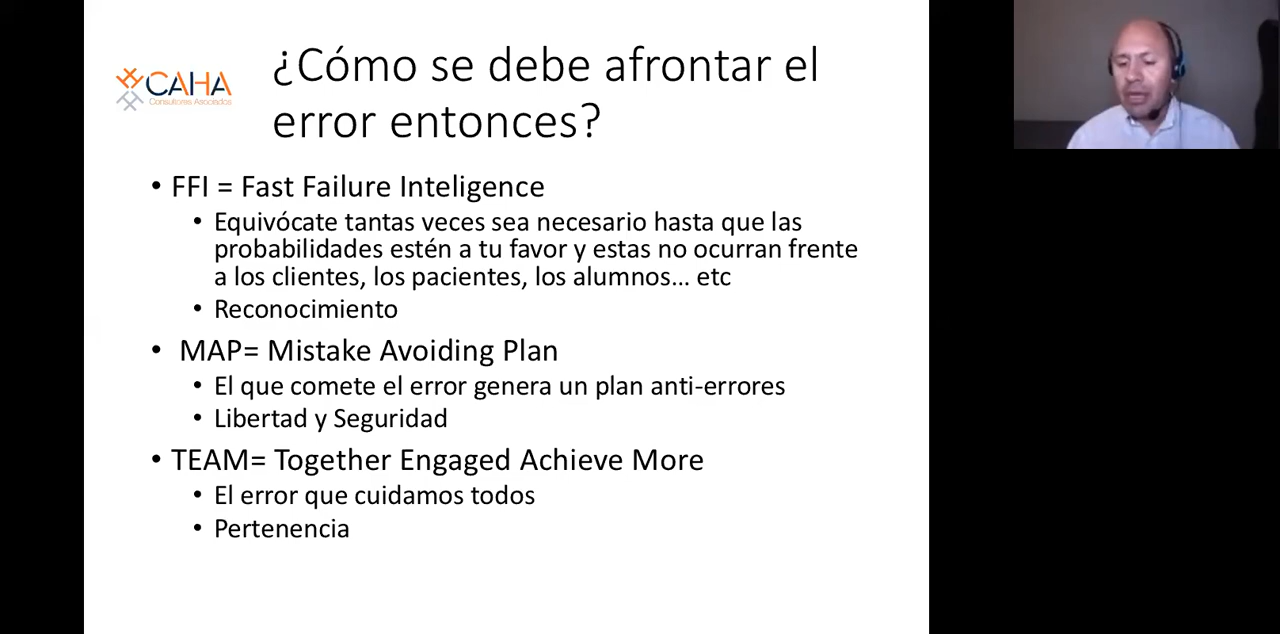 CAHA
Consultores Asociados
¿Cómo se debe afrontar el
error entonces?
• FFI = Fast Failure Inteligence
• Equivócate tantas veces sea necesario hasta que las
probabilidades estén a tu favor y estas no ocurran frente
a los clientes, los pacientes, los alumnos... etc
• Reconocimiento
• MAP= Mistake Avoiding Plan
• El que comete el error genera un plan anti-errores
• Libertad y Seguridad
• TEAM= Together Engaged Achieve More
• El error que cuidamos todos
• Pertenencia